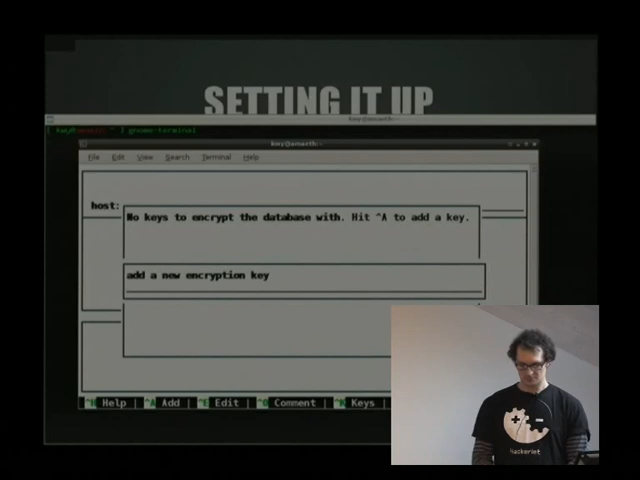 SETTING IT UP
gnome-terminal
File Edit View Search Terminal Help
host:
No keys to encrypt the database with. Hit ^A to add a key.
add a new encryption key
Help | ^A Add | ^E Edit | Comment | Keys |